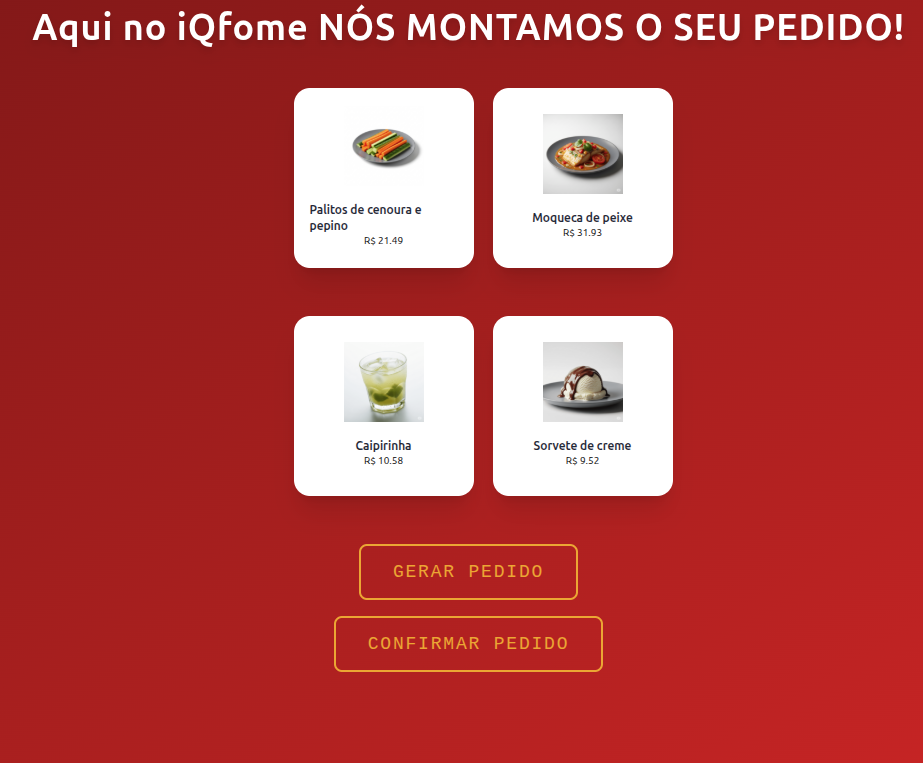 Aqui no iQfome NÓS MONTAMOS O SEU PEDIDO!
Palitos de cenoura e
pepino
R$ 21.49
Moqueca de peixe
R$ 31.93
Caipirinha
R$ 10.58
Sorvete de creme
R$ 9.52
GERAR PEDIDO
CONFIRMAR PEDIDO